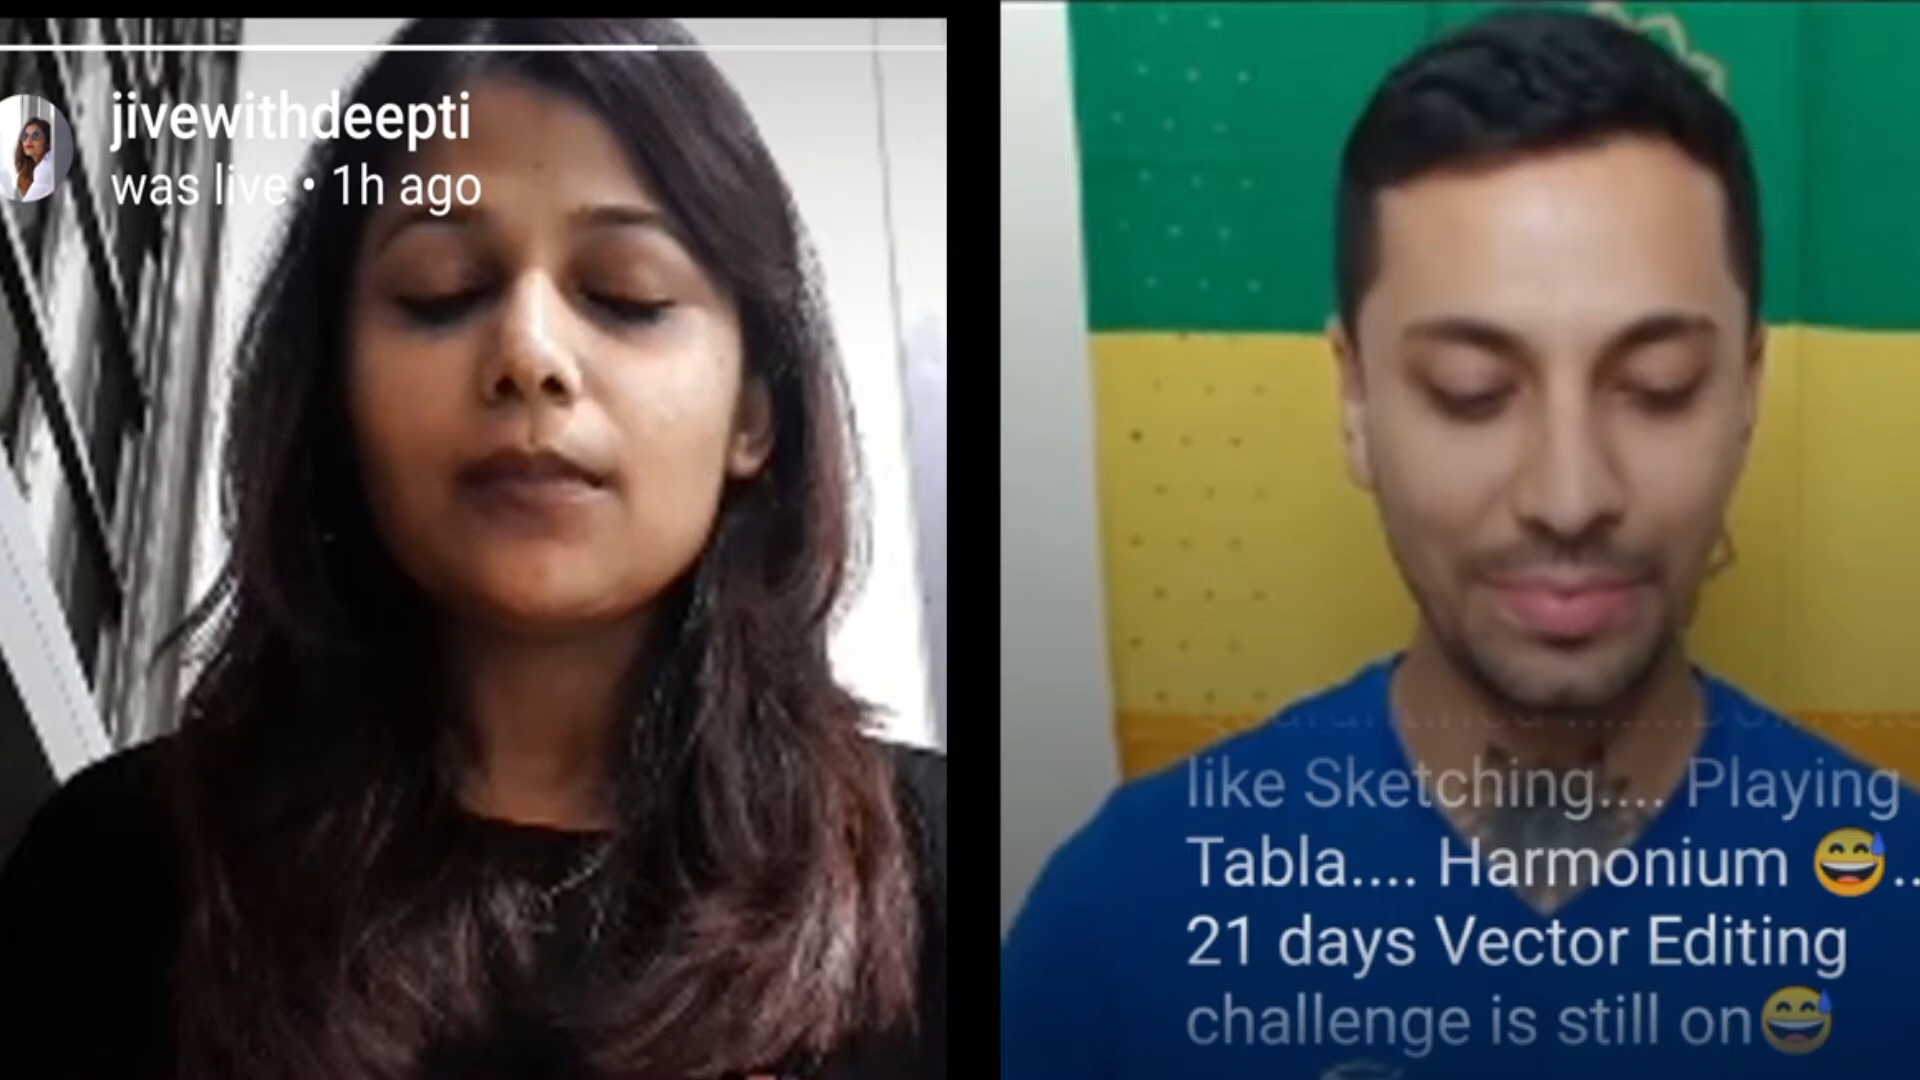 jivewithdeepti
was live • 1h ago
like Sketching.... Playing
Tabla.... Harmonium 😅..
21 days Vector Editing
challenge is still on😅